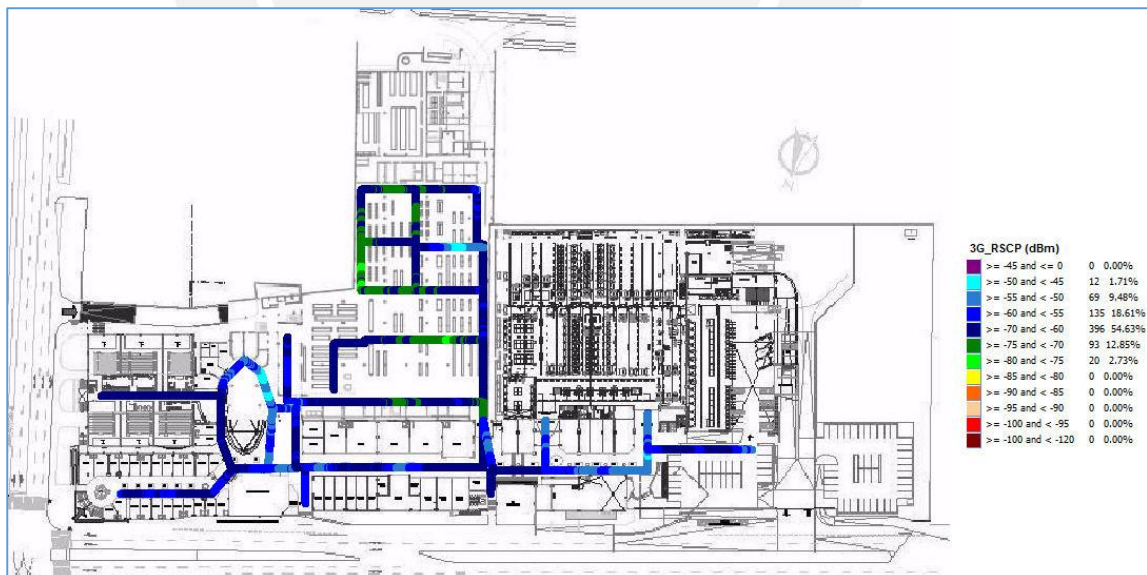 3G_RSCP (dBm)
>= -45 and <= 0 0 0.00%
>= -50 and < -45 12 1.71%
>= -55 and < -50 69 9.48%
>= -60 and < -55 135 18.61%
>= -70 and < -60 396 54.63%
>= -75 and < -70 93 12.85%
>= -80 and < -75 20 2.73%
>= -85 and < -80 0 0.00%
>= -90 and < -85 0 0.00%
>= -95 and < -90 0 0.00%
>= -100 and < -95 0 0.00%
>= -100 and < -120 0 0.00%